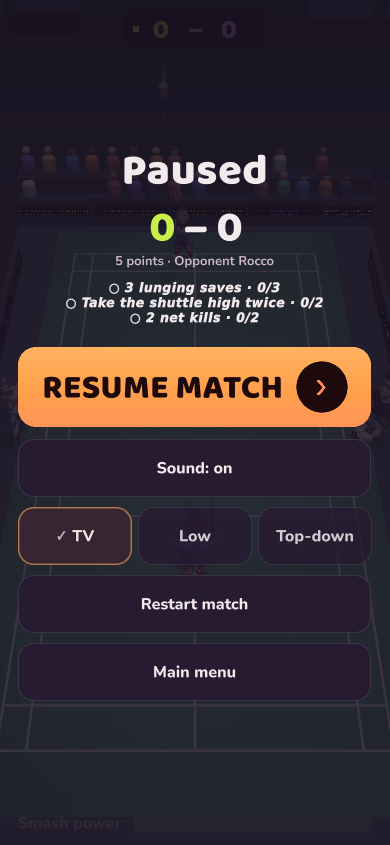 0 – 0
Paused
0 – 0
5 points · Opponent Rocco
○ 3 lunging saves · 0/3
○ Take the shuttle high twice · 0/2
○ 2 net kills · 0/2
RESUME MATCH ›
Sound: on
✓ TV
Low
Top-down
Restart match
Main menu
Smash power